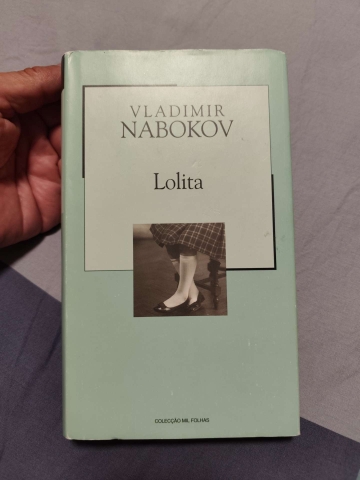 VLADIMIR
NABOKOV
Lolita
COLECÇÃO MIL FOLHAS